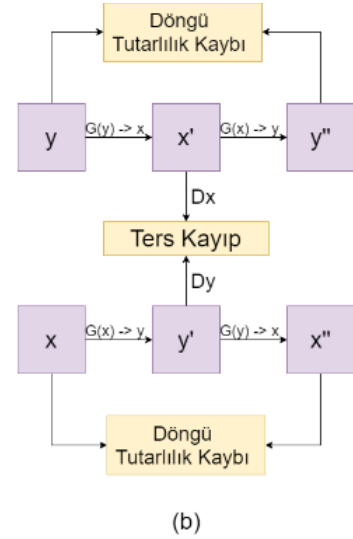 Döngü
Tutarlılık Kaybı
y
G(y) -> x
x'
G(x) -> y
y"
Dx
Ters Kayıp
Dy
x
G(x) -> y
y'
G(y) -> x
x"
Döngü
Tutarlılık Kaybı
(b)